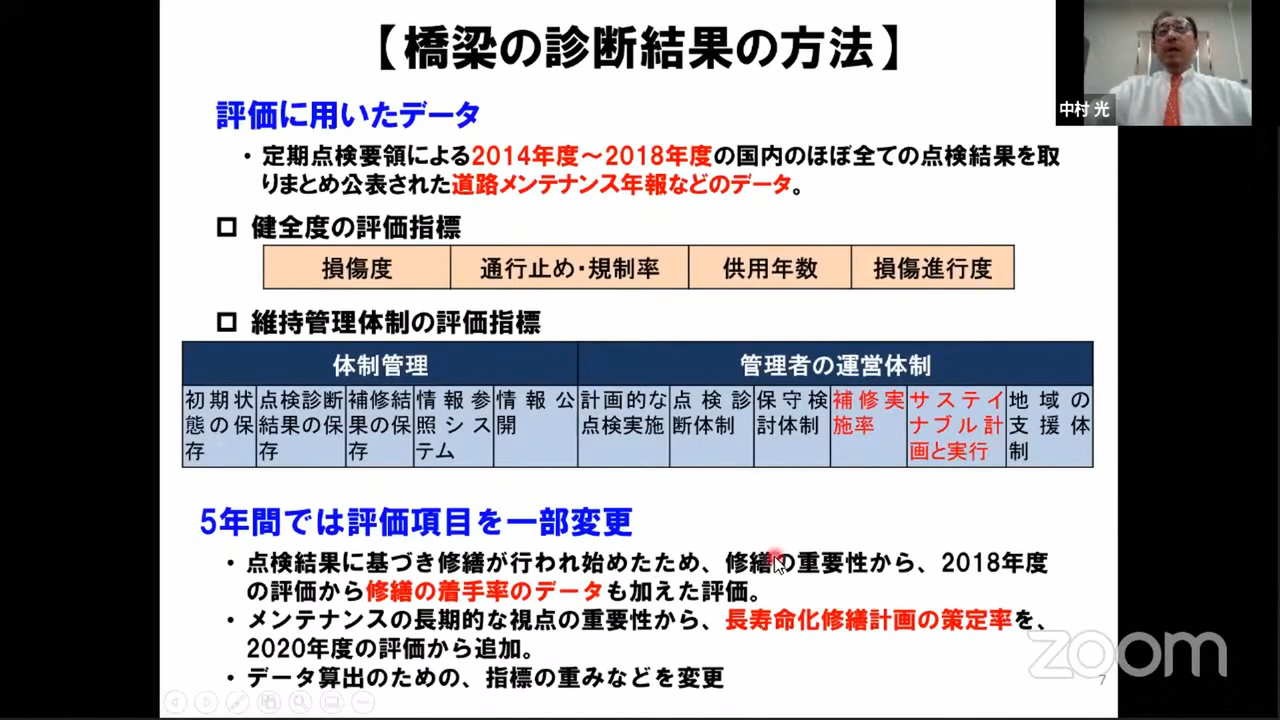 【橋梁の診断結果の方法】
中村 光
評価に用いたデータ
・定期点検要領による2014年度～2018年度の国内のほぼ全ての点検結果を取
りまとめ公表された道路メンテナンス年報などのデータ。
健全度の評価指標
損傷度 通行止め・規制率 供用年数 損傷進行度
維持管理体制の評価指標
体制管理 管理者の運営体制
初期状態の保存 点検診断結果の保存 補修結果の保存 情報参照システム 情報公開 計画的な点検実施 点検診断体制 保守検討体制 補修実施率 サステイナブル計画と実行 地域の支援体制
5年間では評価項目を一部変更
・点検結果に基づき修繕が行われ始めたため、修繕の重要性から、2018年度
の評価から修繕の着手率のデータも加えた評価。
・メンテナンスの長期的な視点の重要性から、長寿命化修繕計画の策定率を、
2020年度の評価から追加。
・データ算出のための、指標の重みなどを変更
zoom
7